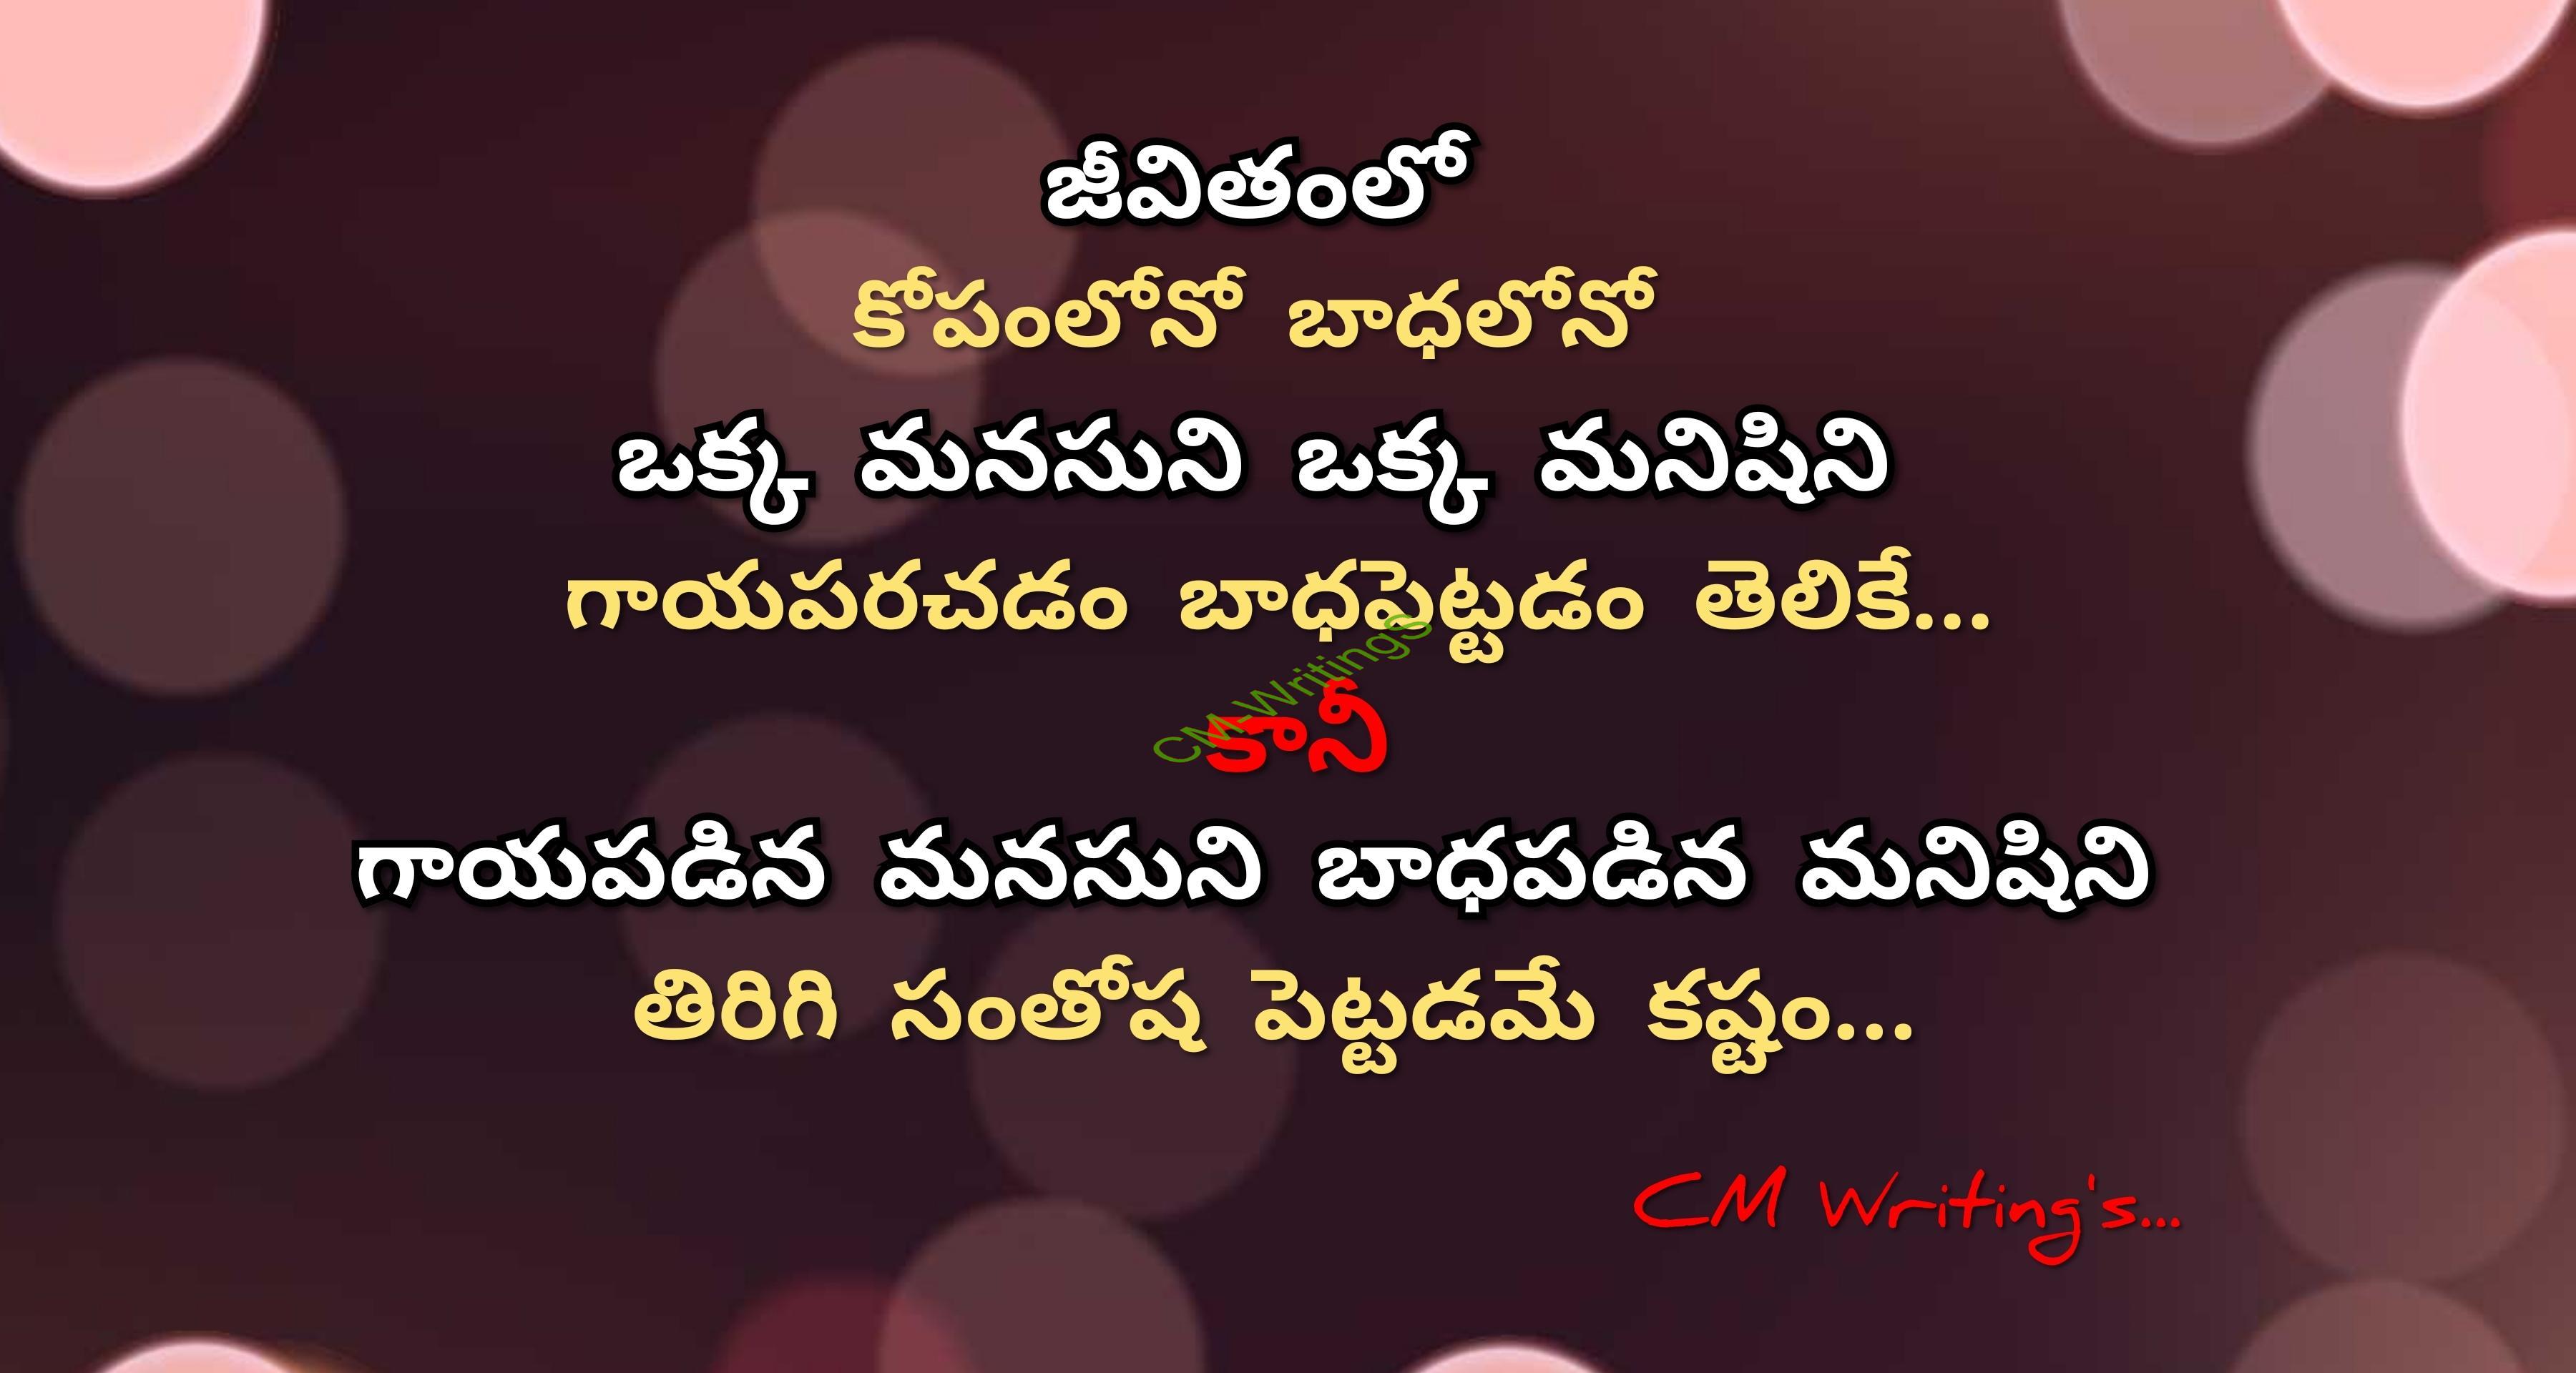 జీవితంలో
కోపంలోనో బాధలోనో
ఒక్క మనసుని ఒక్క మనిషిని
గాయపరచడం బాధపెట్టడం తెలికే...
CM-Writings
కానీ
గాయపడిన మనసుని బాధపడిన మనిషిని
తిరిగి సంతోష పెట్టడమే కష్టం...
CM Writing's...